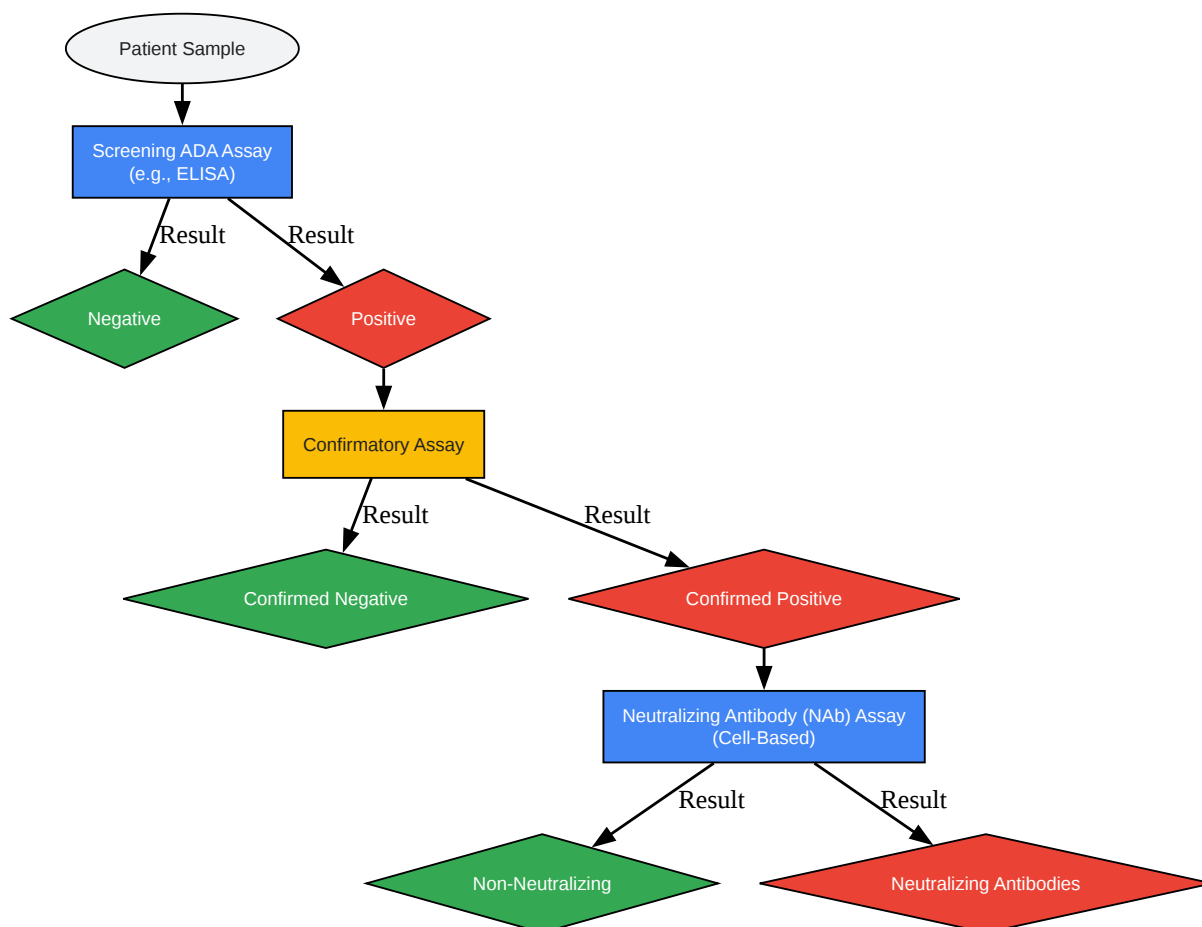 Patient Sample
Screening ADA Assay
(e.g., ELISA)
Result
Result
Negative
Positive
Confirmatory Assay
Result
Result
Confirmed Negative
Confirmed Positive
Neutralizing Antibody (NAb) Assay
(Cell-Based)
Result
Result
Non-Neutralizing
Neutralizing Antibodies